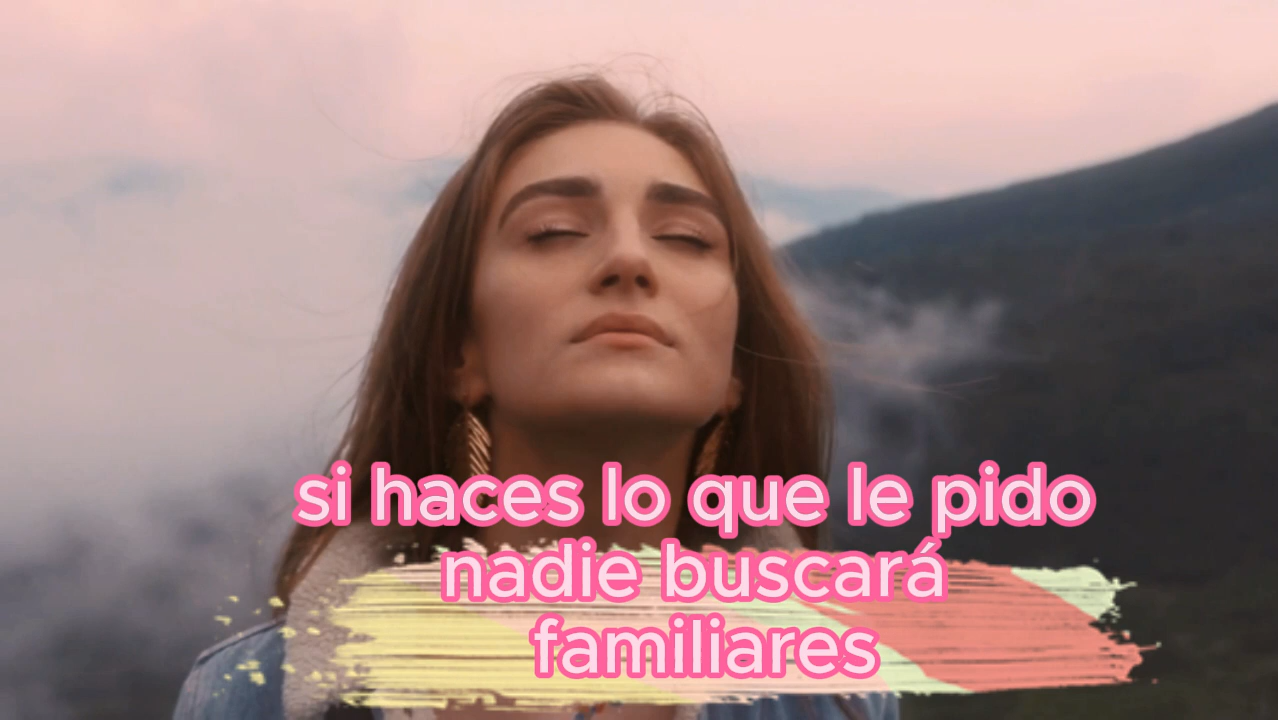 si haces lo que le pido
nadie buscará
familiares